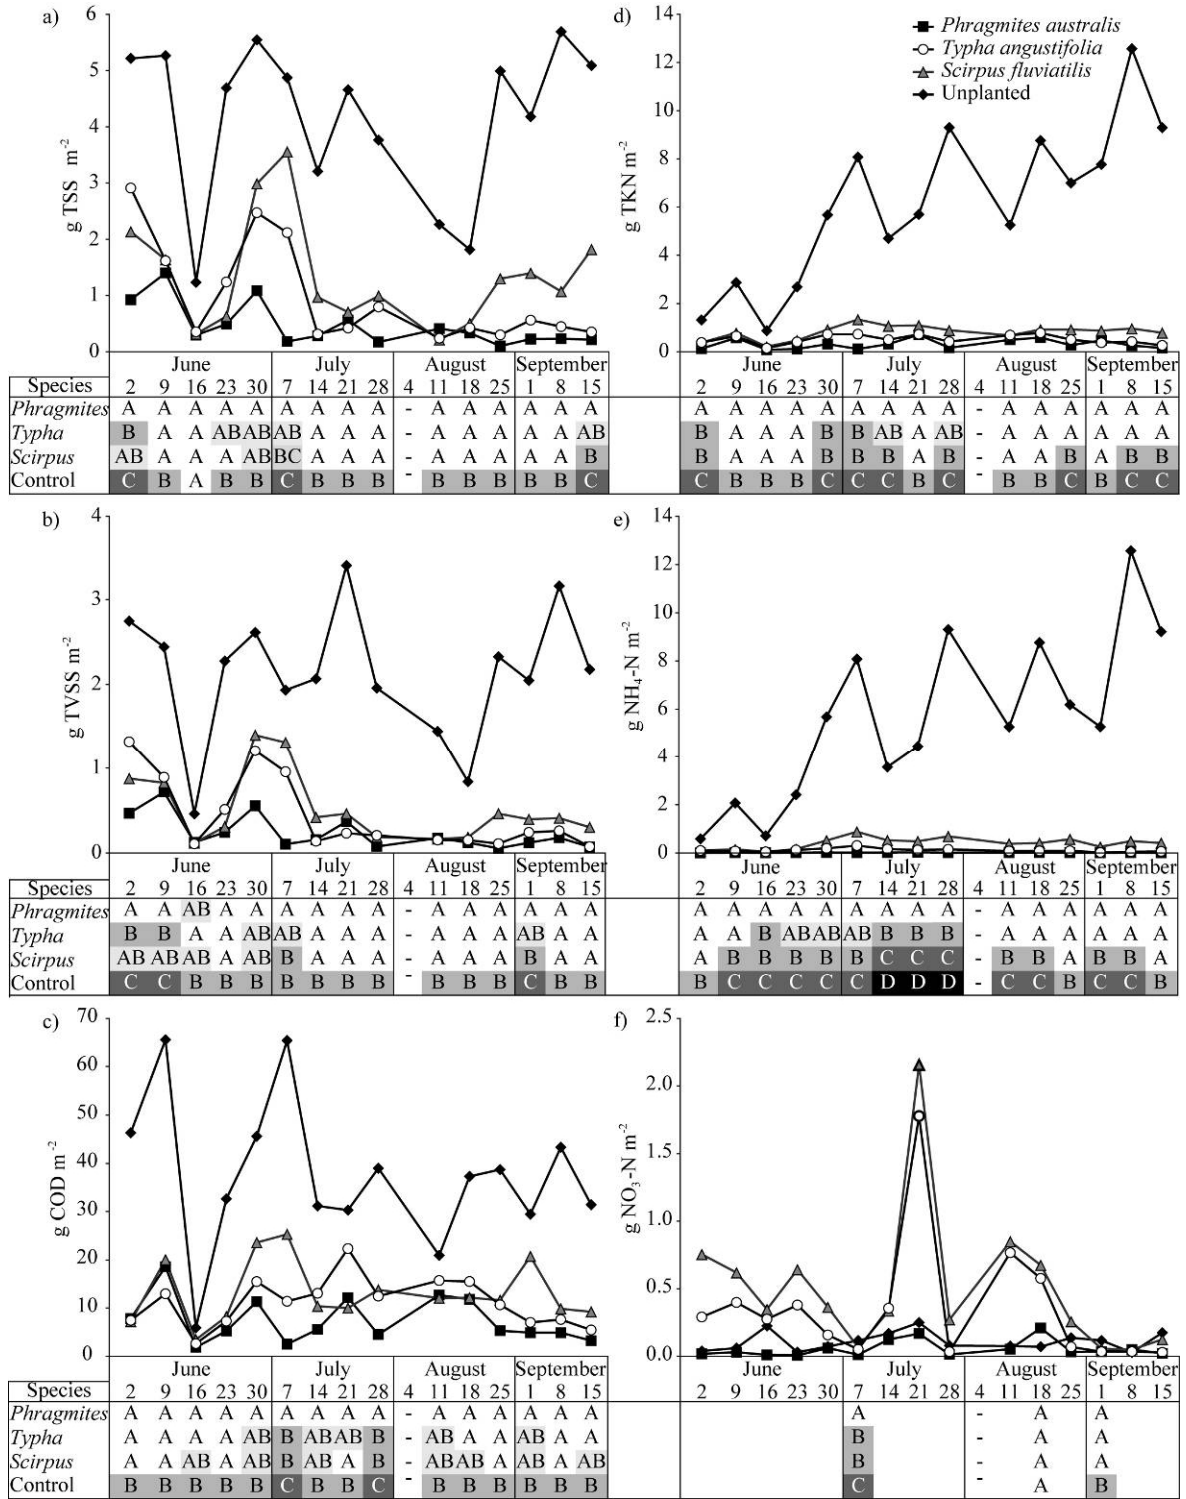 a)
6
5
4
3
2
1
0
g TSS m-2
June July August September
Species 2 9 16 23 30 7 14 21 28 4 11 18 25 1 8 15
Phragmites A A A A A A A A A - A A A A A A
Typha B A A AB AB AB A A A - A A A A A AB
Scirpus AB A A A AB BC A A A - A A A A A B
Control C B A B B C B B B - B B B B B C
d)
14
12
10
8
6
4
2
0
g TKN m-2
Phragmites australis
Typha angustifolia
Scirpus fluviatilis
Unplanted
June July August September
2 9 16 23 30 7 14 21 28 4 11 18 25 1 8 15
A A A A A A A A A - A A A A A A
B A A A B B AB A AB - A A A A A A
B A A A B B B A B - A A B A B B
C B B B C C C B C - B B C B C C
b)
4
3
2
1
0
g TVSS m-2
June July August September
Species 2 9 16 23 30 7 14 21 28 4 11 18 25 1 8 15
Phragmites A A AB A A A A A A - A A A A A A
Typha B B A A AB AB A A A - A A A AB A A
Scirpus AB AB AB A AB B A A A - A A A B A A
Control C C B B B B B B B - B B B C B B
e)
14
12
10
8
6
4
2
0
g NH4-N m-2
June July August September
2 9 16 23 30 7 14 21 28 4 11 18 25 1 8 15
A A A A A A A A A - A A A A A A
A A B AB AB AB B B B - A A A A A A
A B B B B B C C C - B B A B B A
B C C C C C D D D - C C B C C B
c)
70
60
50
40
30
20
10
0
g COD m-2
June July August September
Species 2 9 16 23 30 7 14 21 28 4 11 18 25 1 8 15
Phragmites A A A A A A A A A - A A A A A A
Typha A A A A AB B AB AB B - AB A A AB A A
Scirpus A A AB A AB B AB A B - AB AB A AB A AB
Control B B B B B C B B C - B B B B B B
f)
2.5
2.0
1.5
1.0
0.5
0.0
g NO3-N m-2
June July August September
2 9 16 23 30 7 14 21 28 4 11 18 25 1 8 15
A - A A
B - A A
B - A A
C - A B